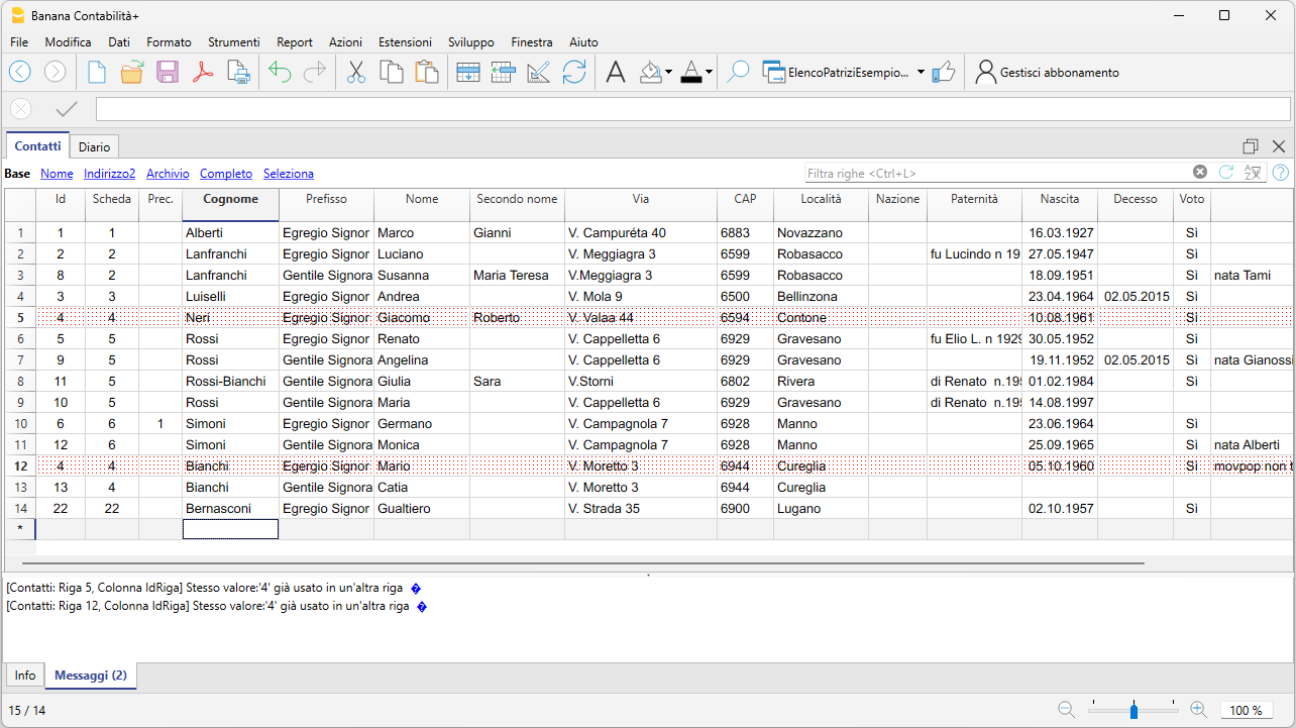 Banana Contabilità+
File Modifica Dati Formato Strumenti Report Azioni Estensioni Sviluppo Finestra Aiuto
ElencoPatriziEsempio... Gestisci abbonamento
Contatti Diario
Base Nome Indirizzo2 Archivio Completo Seleziona Filtra righe <Ctrl+L>
Id Scheda Prec. Cognome Prefisso Nome Secondo nome Via CAP Località Nazione Paternità Nascita Decesso Voto
1 1 1 Alberti Egregio Signor Marco Gianni V. Campuréta 40 6883 Novazzano 16.03.1927 Sì
2 2 2 Lanfranchi Egregio Signor Luciano V. Meggiagra 3 6599 Robasacco fu Lucindo n 19 27.05.1947 Sì
3 8 2 Lanfranchi Gentile Signora Susanna Maria Teresa V.Meggiagra 3 6599 Robasacco 18.09.1951 Sì nata Tami
4 3 3 Luiselli Egregio Signor Andrea V. Mola 9 6500 Bellinzona 23.04.1964 02.05.2015 Sì
5 4 4 Neri Egregio Signor Giacomo Roberto V. Valaa 44 6594 Contone 10.08.1961 Sì
6 5 5 Rossi Egregio Signor Renato V. Cappelletta 6 6929 Gravesano fu Elio L. n 1929 30.05.1952 Sì
7 9 5 Rossi Gentile Signora Angelina V. Cappelletta 6 6929 Gravesano 19.11.1952 02.05.2015 Sì nata Gianossi
8 11 5 Rossi-Bianchi Gentile Signora Giulia Sara V.Storni 6802 Rivera di Renato n.195 01.02.1984 Sì
9 10 5 Rossi Gentile Signora Maria V. Cappelletta 6 6929 Gravesano di Renato n.195 14.08.1997
10 6 6 1 Simoni Egregio Signor Germano V. Campagnola 7 6928 Manno 23.06.1964 Sì
11 12 6 Simoni Gentile Signora Monica V. Campagnola 7 6928 Manno 25.09.1965 Sì nata Alberti
12 4 4 Bianchi Egergio Signor Mario V. Moretto 3 6944 Cureglia 05.10.1960 Sì movpop non t
13 13 4 Bianchi Gentile Signora Catia V. Moretto 3 6944 Cureglia
14 22 22 Bernasconi Egregio Signor Gualtiero V. Strada 35 6900 Lugano 02.10.1957 Sì
*
[Contatti: Riga 5, Colonna IdRiga] Stesso valore:'4' già usato in un'altra riga �
[Contatti: Riga 12, Colonna IdRiga] Stesso valore:'4' già usato in un'altra riga �
Info Messaggi (2)
15 / 14 100 %